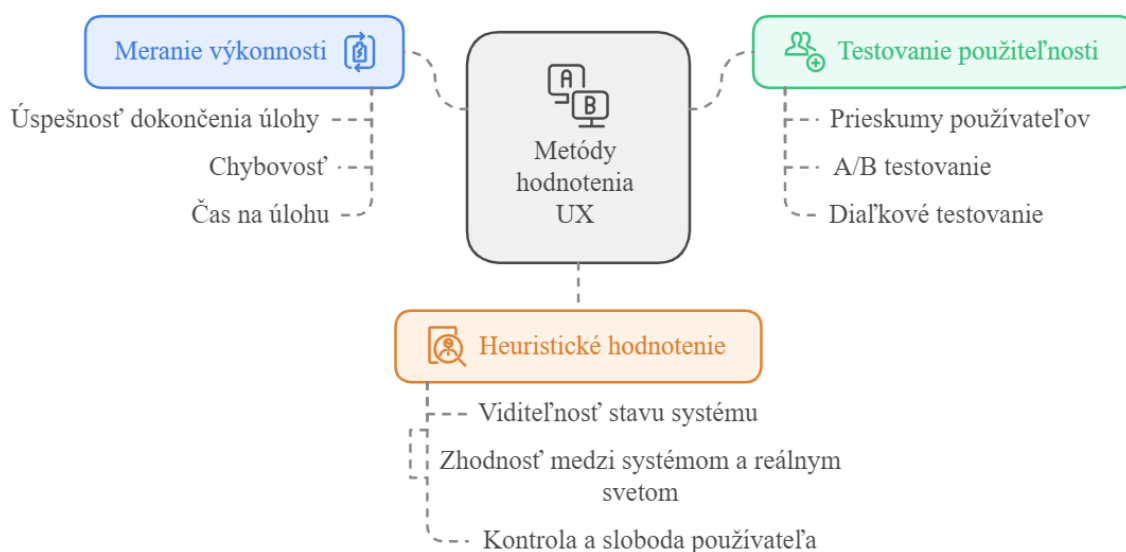 Meranie výkonnosti
Úspešnosť dokončenia úlohy
Chybovosť
Čas na úlohu
A
B
Metódy
hodnotenia
UX
Testovanie použiteľnosti
Prieskumy používateľov
A/B testovanie
Diaľkové testovanie
Heuristické hodnotenie
Viditeľnosť stavu systému
Zhodnosť medzi systémom a reálnym
svetom
Kontrola a sloboda používateľa